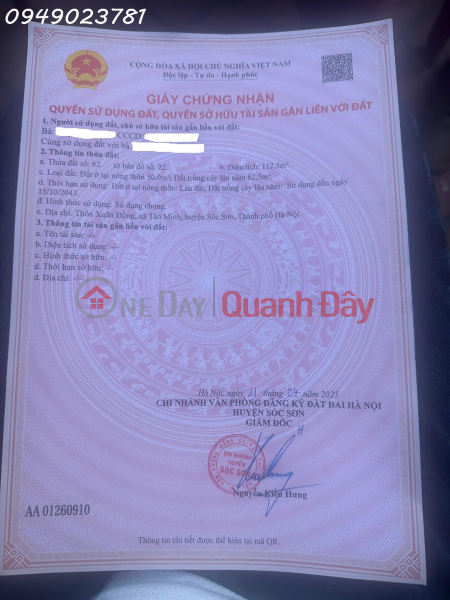 0949023781
CỘNG HÒA XÃ HỘI CHỦ NGHĨA VIỆT NAM
Độc lập - Tự do - Hạnh phúc
GIẤY CHỨNG NHẬN
QUYỀN SỬ DỤNG ĐẤT, QUYỀN SỞ HỮU TÀI SẢN GẮN LIỀN VỚI ĐẤT
1. Người sử dụng đất, chủ sở hữu tài sản gắn liền với đất:
Bà: CCCD:
Cùng sử dụng đất với bà
2. Thông tin thửa đất:
a. Thửa đất số: 62. tờ bản đồ số: 22. b. Diện tích: 112,5m².
c. Loại đất: Đất ở tại nông thôn 50,0m². Đất trồng cây lâu năm 62,5m².
d. Thời hạn sử dụng: Đất ở tại nông thôn: Lâu dài; Đất trồng cây lâu năm: Sử dụng đến ngày
15/10/2043.
đ. Hình thức sử dụng: Sử dụng chung.
e. Địa chỉ: Thôn Xuân Đồng, xã Tân Minh, huyện Sóc Sơn, Thành phố Hà Nội
3. Thông tin tài sản gắn liền với đất:
a. Tên tài sản: -/-
b. Diện tích sử dụng: -/-
c. Hình thức sở hữu: -/-
d. Thời hạn sở hữu: -/-
đ. Địa chỉ: -/-
ONE DAY Quanh Đây
Hà Nội, ngày 11 tháng 04 năm 2025
CHI NHÁNH VĂN PHÒNG ĐĂNG KÝ ĐẤT ĐAI HÀ NỘI
HUYỆN SÓC SƠN
GIÁM ĐỐC
CHI NHÁNH
HUYỆN
SÓC SƠN
Nguyễn Kiên Hưng
AA 01260910
Thông tin chi tiết được thể hiện tại mã QR.